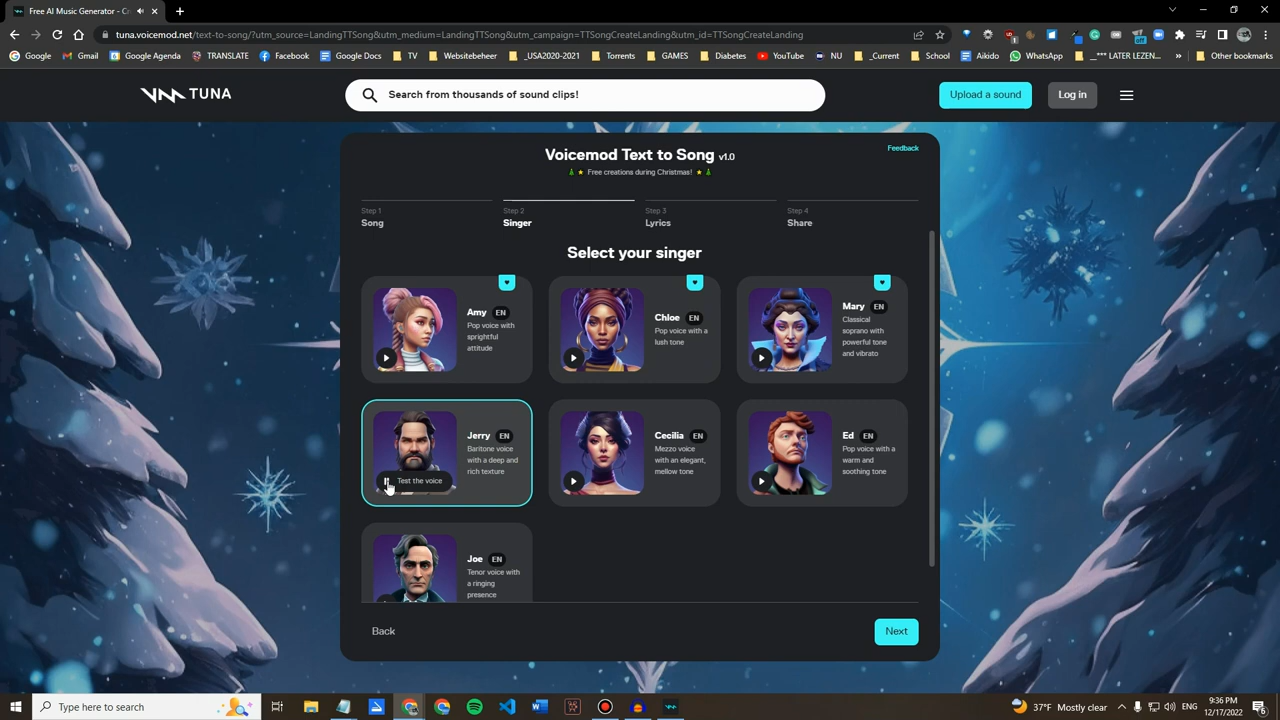 Free AI Music Generator - Cr
tuna.voicemod.net/text-to-song/?utm_source=LandingTTSong&utm_medium=LandingTTSong&utm_campaign=TTSongCreateLanding&utm_id=TTSongCreateLanding
Google
Gmail
Google Agenda
TRANSLATE
Facebook
Google Docs
TV
Websitebeheer
_USA2020-2021
Torrents
GAMES
Diabetes
YouTube
NU
_Current
School
Aikido
WhatsApp
__*** LATER LEZEN...
»
Other bookmarks
TUNA
Search from thousands of sound clips!
Upload a sound
Log in
Voicemod Text to Song v1.0
Feedback
Free creations during Christmas!
Step 1
Song
Step 2
Singer
Step 3
Lyrics
Step 4
Share
Select your singer
Amy EN
Pop voice with
sprightful
attitude
Chloe EN
Pop voice with a
lush tone
Mary EN
Classical
soprano with
powerful tone
and vibrato
Jerry EN
Baritone voice
with a deep and
rich texture
Test the voice
Cecilia EN
Mezzo voice
with an elegant,
mellow tone
Ed EN
Pop voice with a
warm and
soothing tone
Joe EN
Tenor voice with
a ringing
presence
Back
Next
Type here to search
37°F Mostly clear
9:36 PM
12/17/2022